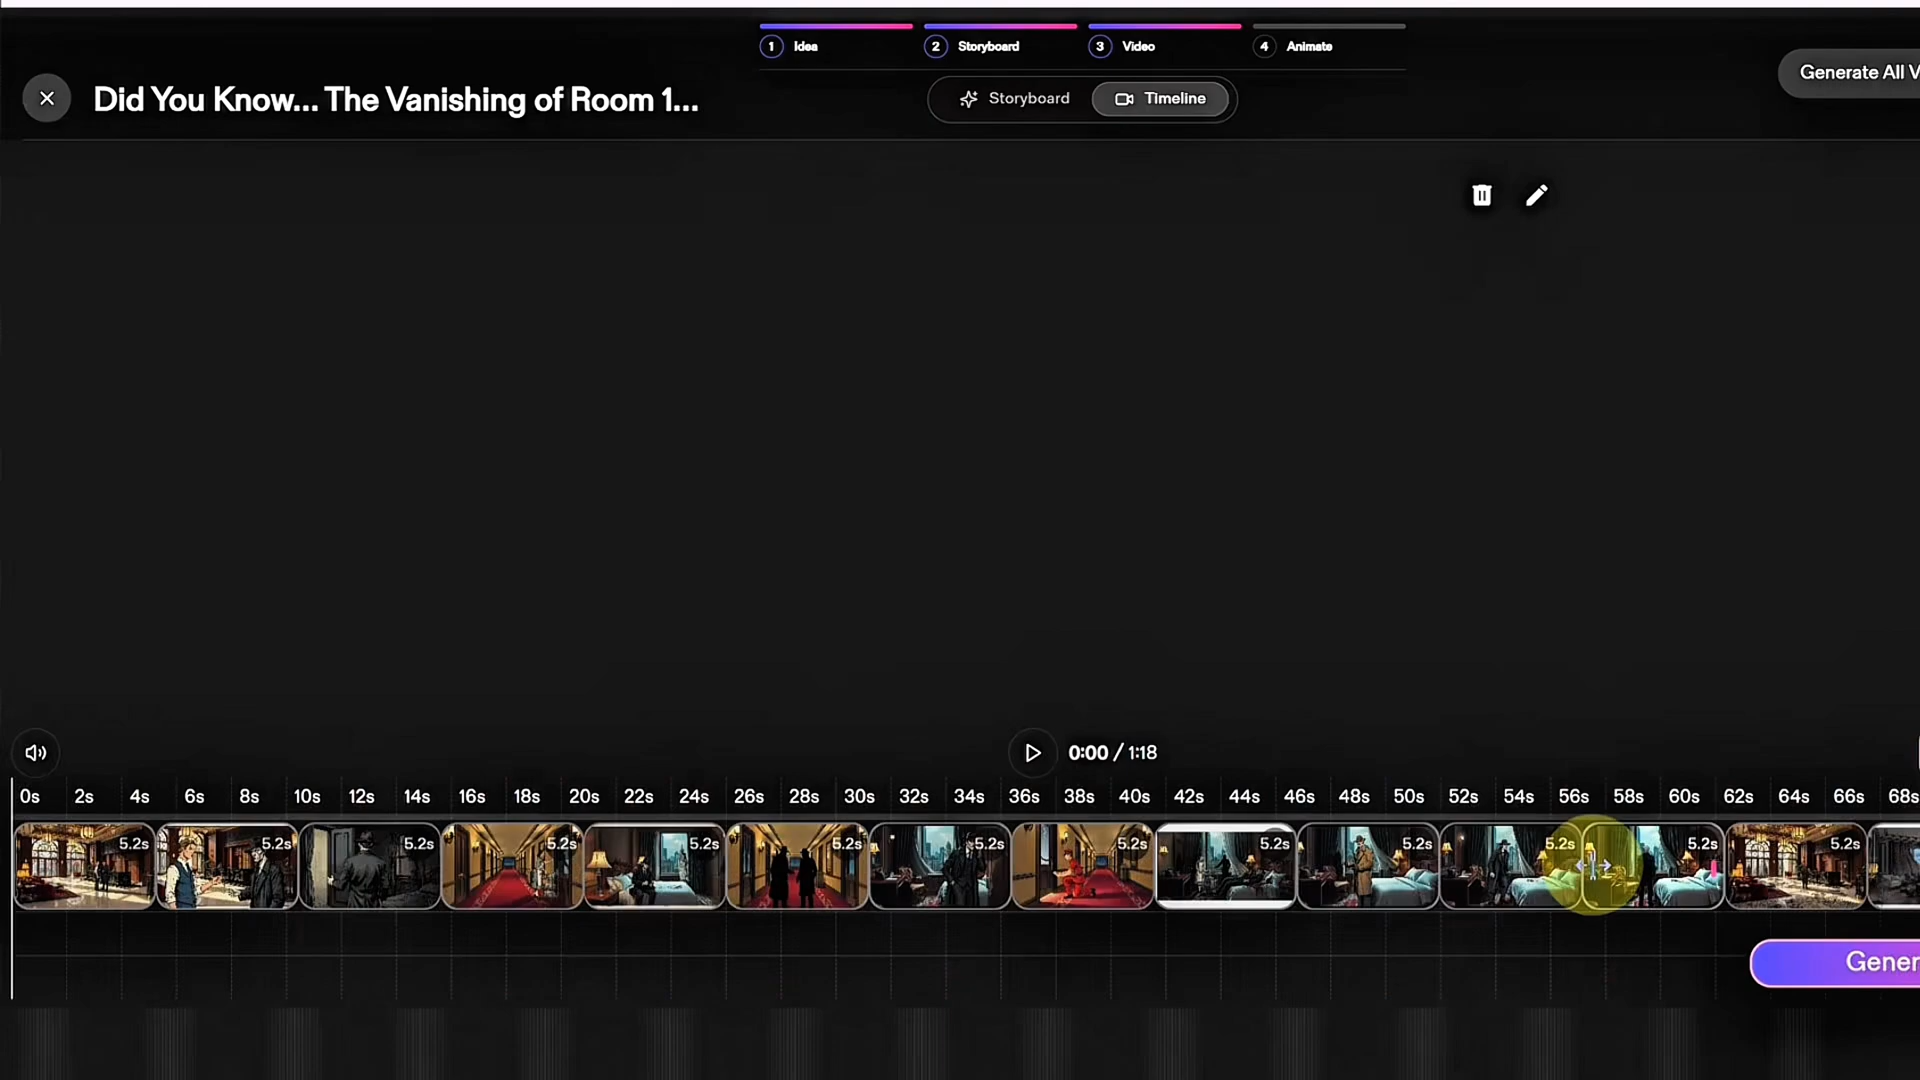 1 Idea
2 Storyboard
3 Video
4 Animate
Generate All V
Did You Know... The Vanishing of Room 1...
Storyboard
Timeline
0:00 / 1:18
0s 2s 4s 6s 8s 10s 12s 14s 16s 18s 20s 22s 24s 26s 28s 30s 32s 34s 36s 38s 40s 42s 44s 46s 48s 50s 52s 54s 56s 58s 60s 62s 64s 66s 68s
5.2s 5.2s 5.2s 5.2s 5.2s 5.2s 5.2s 5.2s 5.2s 5.2s 5.2s 5.2s 5.2s
Gener